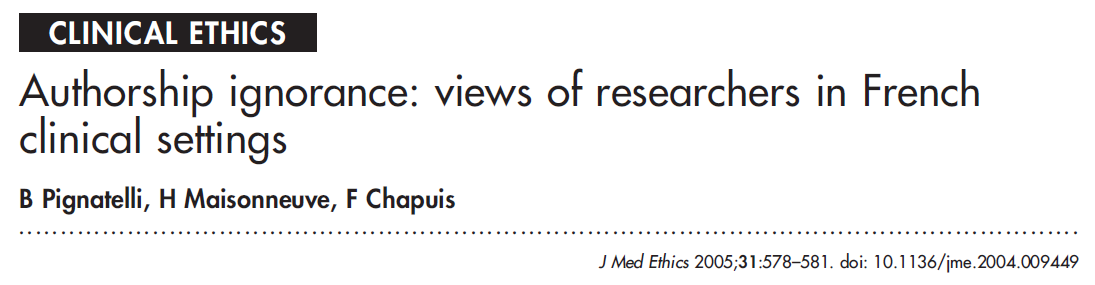 CLINICAL ETHICS
Authorship ignorance: views of researchers in French
clinical settings
B Pignatelli, H Maisonneuve, F Chapuis
J Med Ethics 2005;31:578–581. doi: 10.1136/jme.2004.009449